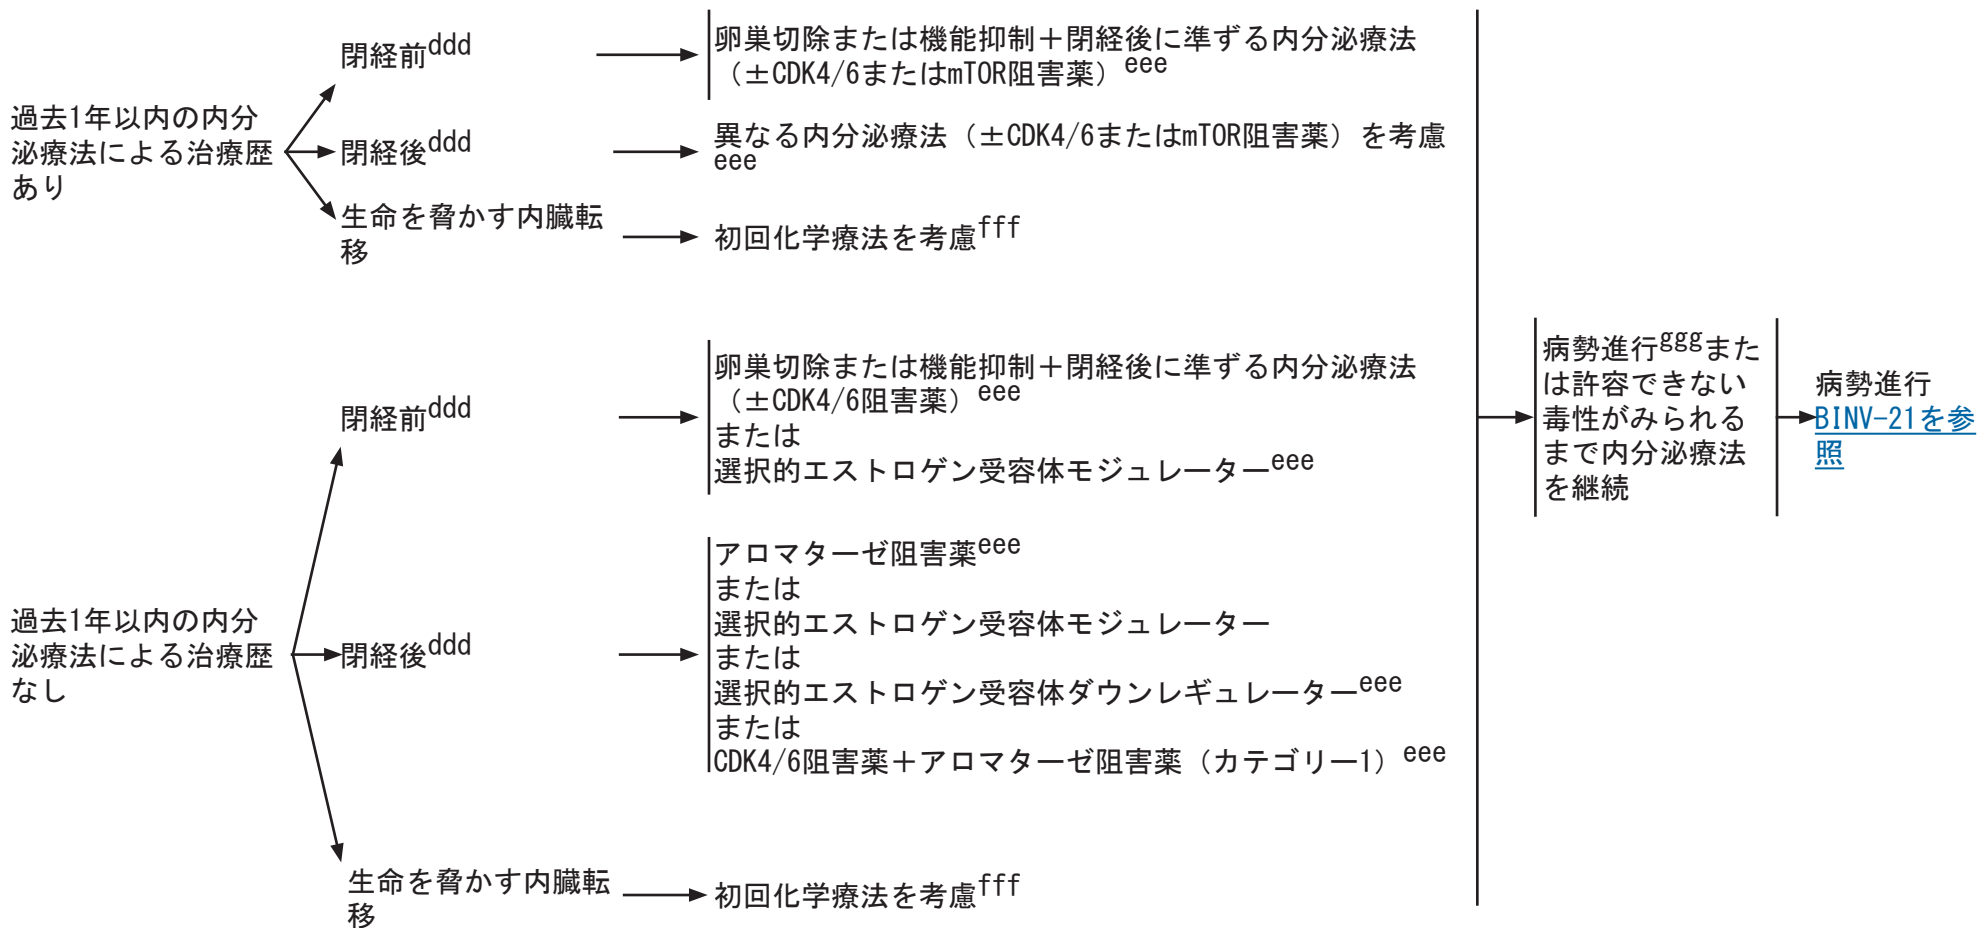 過去1年以内の内分
泌療法による治療歴
あり
閉経前ddd
卵巣切除または機能抑制＋閉経後に準ずる内分泌療法
（±CDK4/6またはmTOR阻害薬）eee
閉経後ddd
異なる内分泌療法（±CDK4/6またはmTOR阻害薬）を考慮
eee
生命を脅かす内臓転
移
初回化学療法を考慮fff
過去1年以内の内分
泌療法による治療歴
なし
閉経前ddd
卵巣切除または機能抑制＋閉経後に準ずる内分泌療法
（±CDK4/6阻害薬）eee
または
選択的エストロゲン受容体モジュレーターeee
閉経後ddd
アロマターゼ阻害薬eee
または
選択的エストロゲン受容体モジュレーター
または
選択的エストロゲン受容体ダウンレギュレーターeee
または
CDK4/6阻害薬＋アロマターゼ阻害薬（カテゴリー1）eee
生命を脅かす内臓転
移
初回化学療法を考慮fff
病勢進行gggまた
は許容できない
毒性がみられる
まで内分泌療法
を継続
病勢進行
BINV-21を参
照